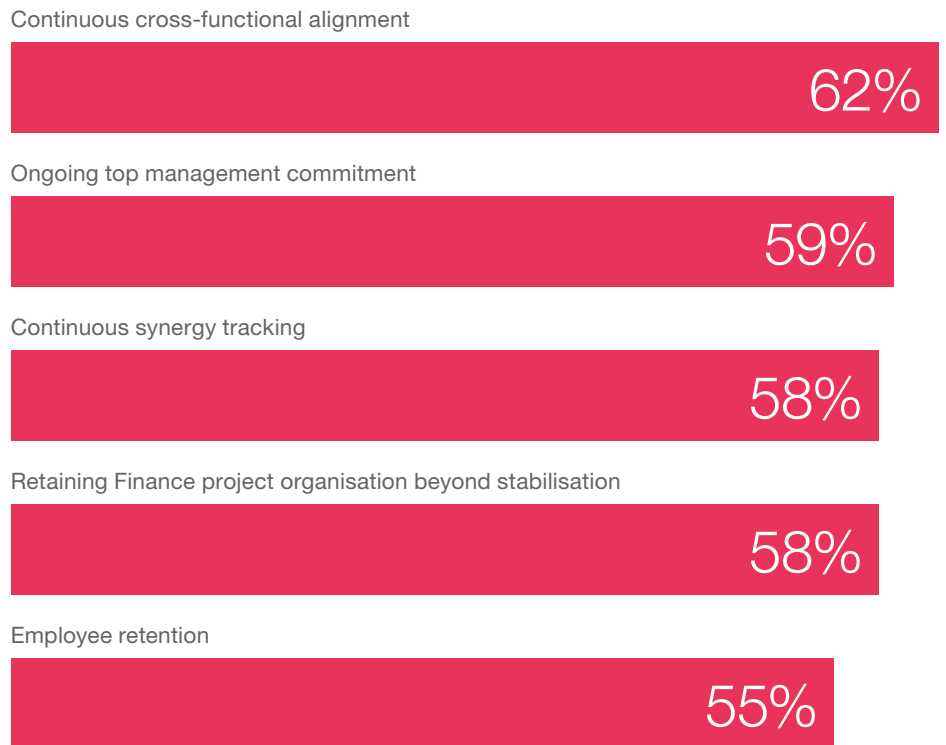 Continuous cross-functional alignment
62%
Ongoing top management commitment
59%
Continuous synergy tracking
58%
Retaining Finance project organisation beyond stabilisation
58%
Employee retention
55%